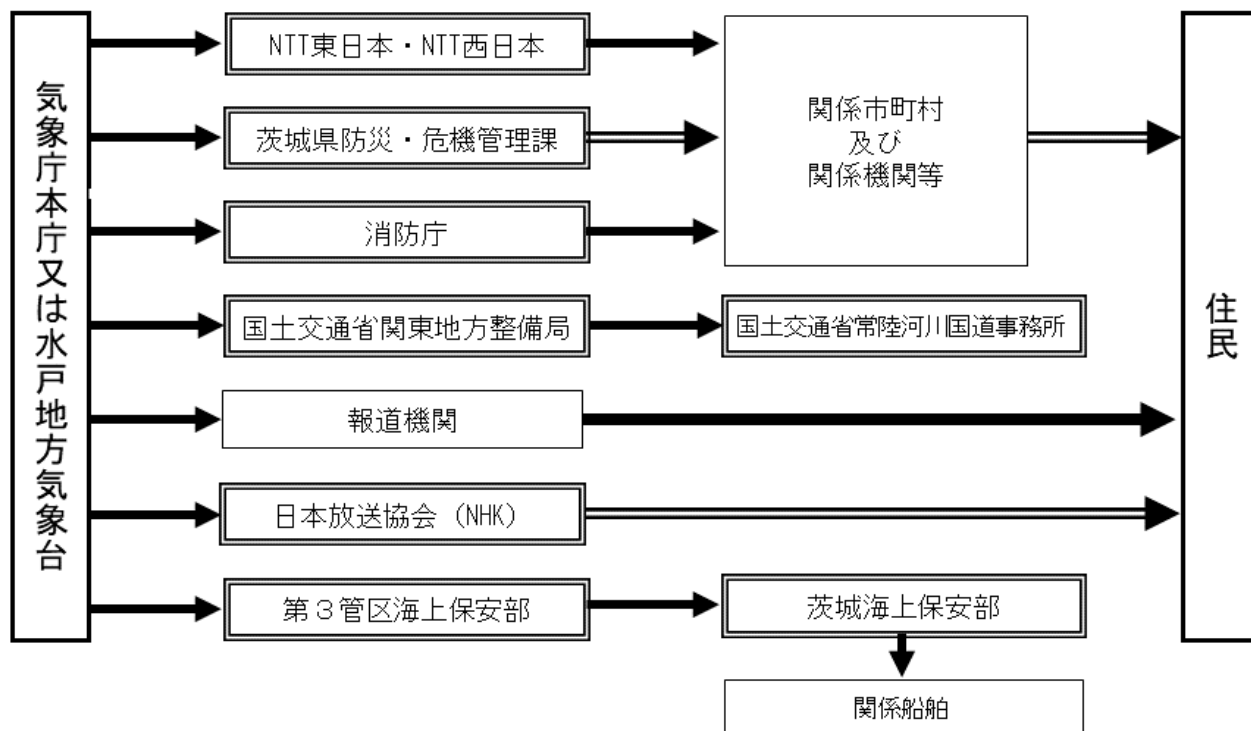 気象庁本庁又は水戸地方気象台
NTT東日本・NTT西日本
茨城県防災・危機管理課
消防庁
国土交通省関東地方整備局
報道機関
日本放送協会 (NHK)
第3管区海上保安部
関係市町村
及び
関係機関等
国土交通省常陸河川国道事務所
茨城海上保安部
関係船舶
住民